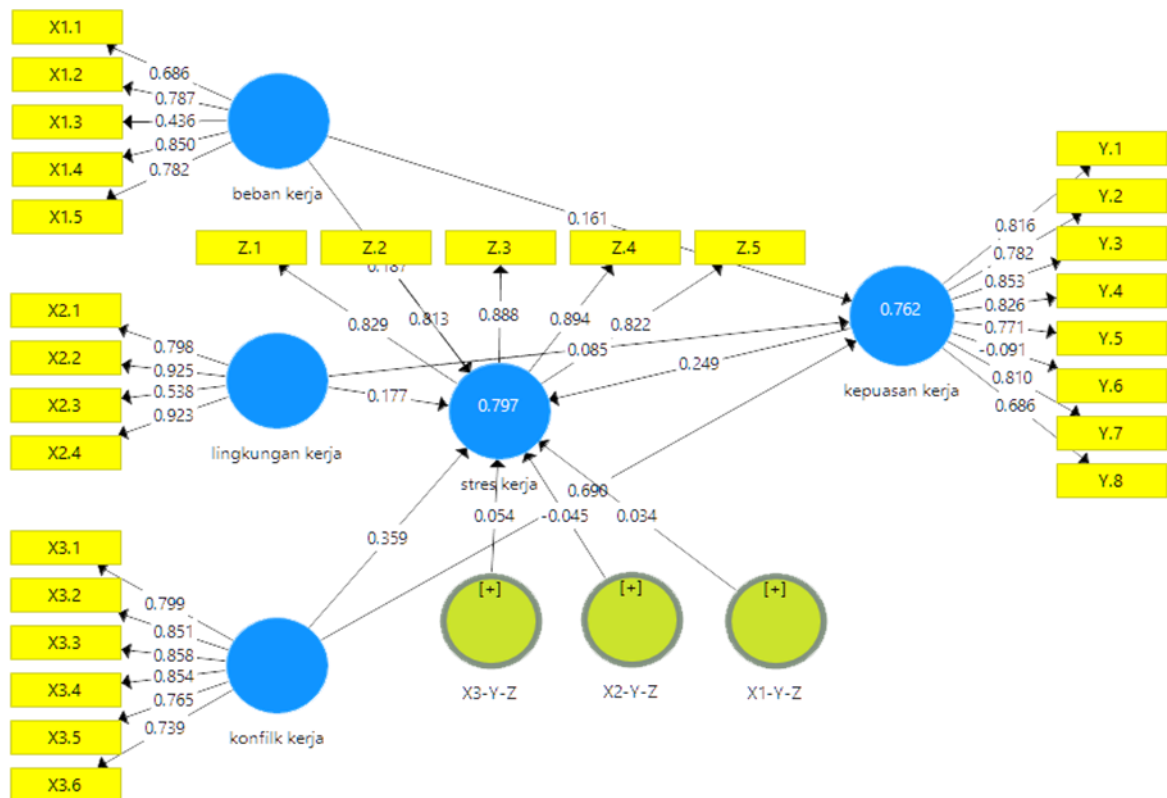 X1.1
X1.2
X1.3
X1.4
X1.5
0.686
0.787
0.436
0.850
0.782
beban kerja
0.161
Z.1
Z.2
Z.3
Z.4
Z.5
0.187
0.829
0.813
0.888
0.894
0.822
X2.1
X2.2
X2.3
X2.4
0.798
0.925
0.538
0.923
lingkungan kerja
0.177
0.085
0.249
0.797
stres kerja
0.762
kepuasan kerja
Y.1
Y.2
Y.3
Y.4
Y.5
Y.6
Y.7
Y.8
0.816
0.782
0.853
0.826
0.771
-0.091
0.810
0.686
0.690
0.359
0.054
-0.045
0.034
X3.1
X3.2
X3.3
X3.4
X3.5
X3.6
0.799
0.851
0.858
0.854
0.765
0.739
konfilk kerja
[+]
[+]
[+]
X3-Y-Z
X2-Y-Z
X1-Y-Z